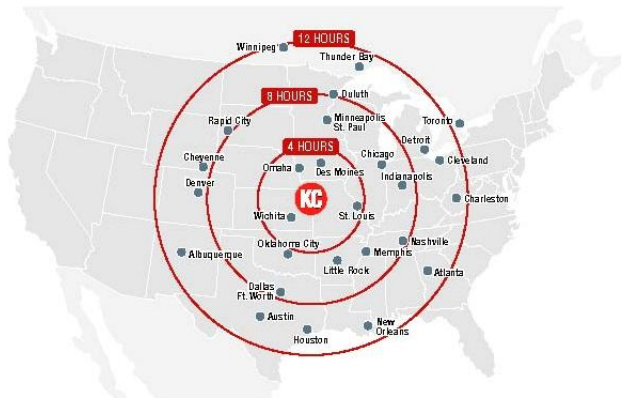 12 HOURS
Winnipeg
Thunder Bay
8 HOURS
Duluth
Rapid City
Minneapolis
St. Paul
Toronto
4 HOURS
Detroit
Cheyenne
Omaha
Des Moines
Chicago
Cleveland
Denver
Indianapolis
KC
Charleston
Wichita
St. Louis
Oklahoma City
Nashville
Albuquerque
Memphis
Little Rock
Atlanta
Dallas
Ft. Worth
Austin
New
Orleans
Houston